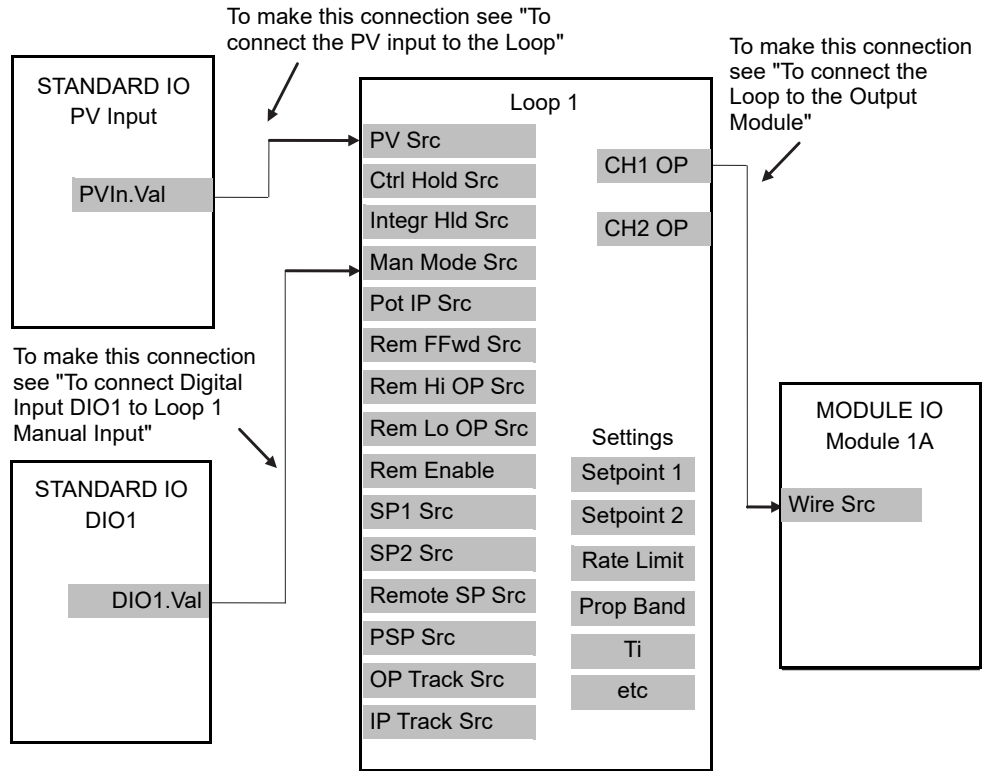 To make this connection see "To
connect the PV input to the Loop"
STANDARD IO
PV Input
PVIn.Val
To make this connection
see "To connect Digital
Input DIO1 to Loop 1
Manual Input"
STANDARD IO
DIO1
DIO1.Val
Loop 1
PV Src
Ctrl Hold Src
Integr Hld Src
Man Mode Src
Pot IP Src
Rem FFwd Src
Rem Hi OP Src
Rem Lo OP Src
Rem Enable
SP1 Src
SP2 Src
Remote SP Src
PSP Src
OP Track Src
IP Track Src
CH1 OP
CH2 OP
Settings
Setpoint 1
Setpoint 2
Rate Limit
Prop Band
Ti
etc
To make this connection
see "To connect the
Loop to the Output
Module"
MODULE IO
Module 1A
Wire Src